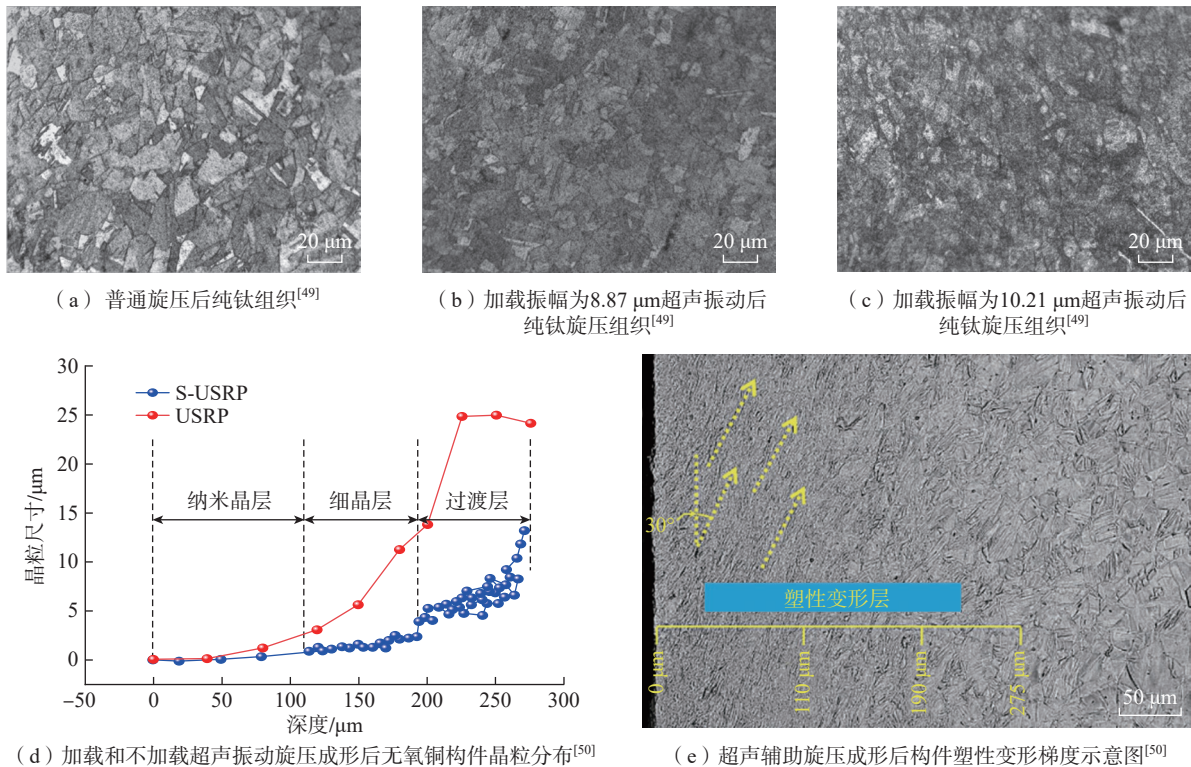 20 μm
20 μm
20 μm
（a） 普通旋压后纯钛组织[49]
（b）加载振幅为8.87 μm超声振动后
纯钛旋压组织[49]
（c）加载振幅为10.21 μm超声振动后
纯钛旋压组织[49]
30
25
20
15
10
5
0
晶粒尺寸/μm
S-USRP
USRP
纳米晶层
细晶层
过渡层
−50
0
50
100
150
200
250
300
深度/μm
（d）加载和不加载超声振动旋压成形后无氧铜构件晶粒分布[50]
30°
塑性变形层
0 μm
110 μm
190 μm
275 μm
50 μm
（e）超声辅助旋压成形后构件塑性变形梯度示意图[50]